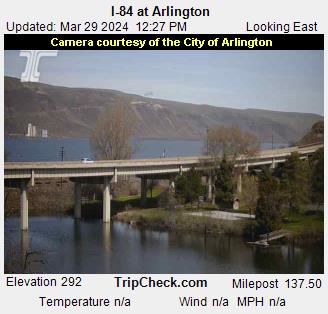 I-84 at Arlington
Updated: Mar 29 2024 12:27 PM Looking East
Camera courtesy of the City of Arlington
Elevation 292 TripCheck.com Milepost 137.50
Temperature n/a Wind n/a MPH n/a